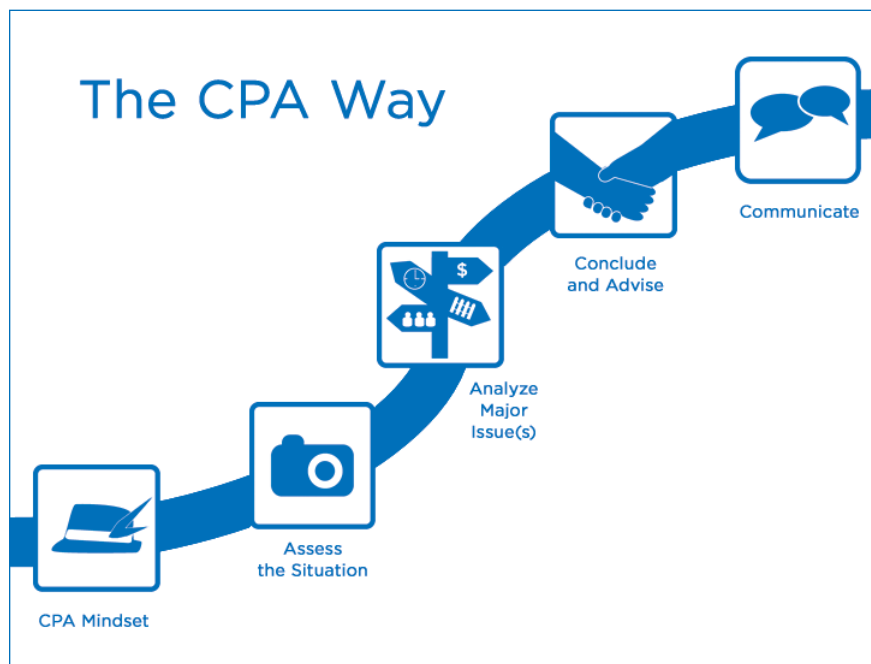 The CPA Way
Communicate
Conclude
and Advise
$
Analyze
Major
Issue(s)
Assess
the Situation
CPA Mindset